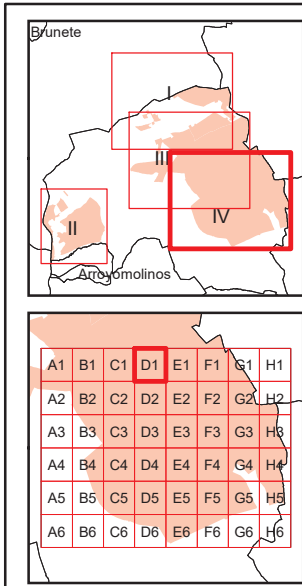 Brunete
I
III
IV
II
Arroyomolinos
A1 B1 C1 D1 E1 F1 G1 H1
A2 B2 C2 D2 E2 F2 G2 H2
A3 B3 C3 D3 E3 F3 G3 H3
A4 B4 C4 D4 E4 F4 G4 H4
A5 B5 C5 D5 E5 F5 G5 H5
A6 B6 C6 D6 E6 F6 G6 H6